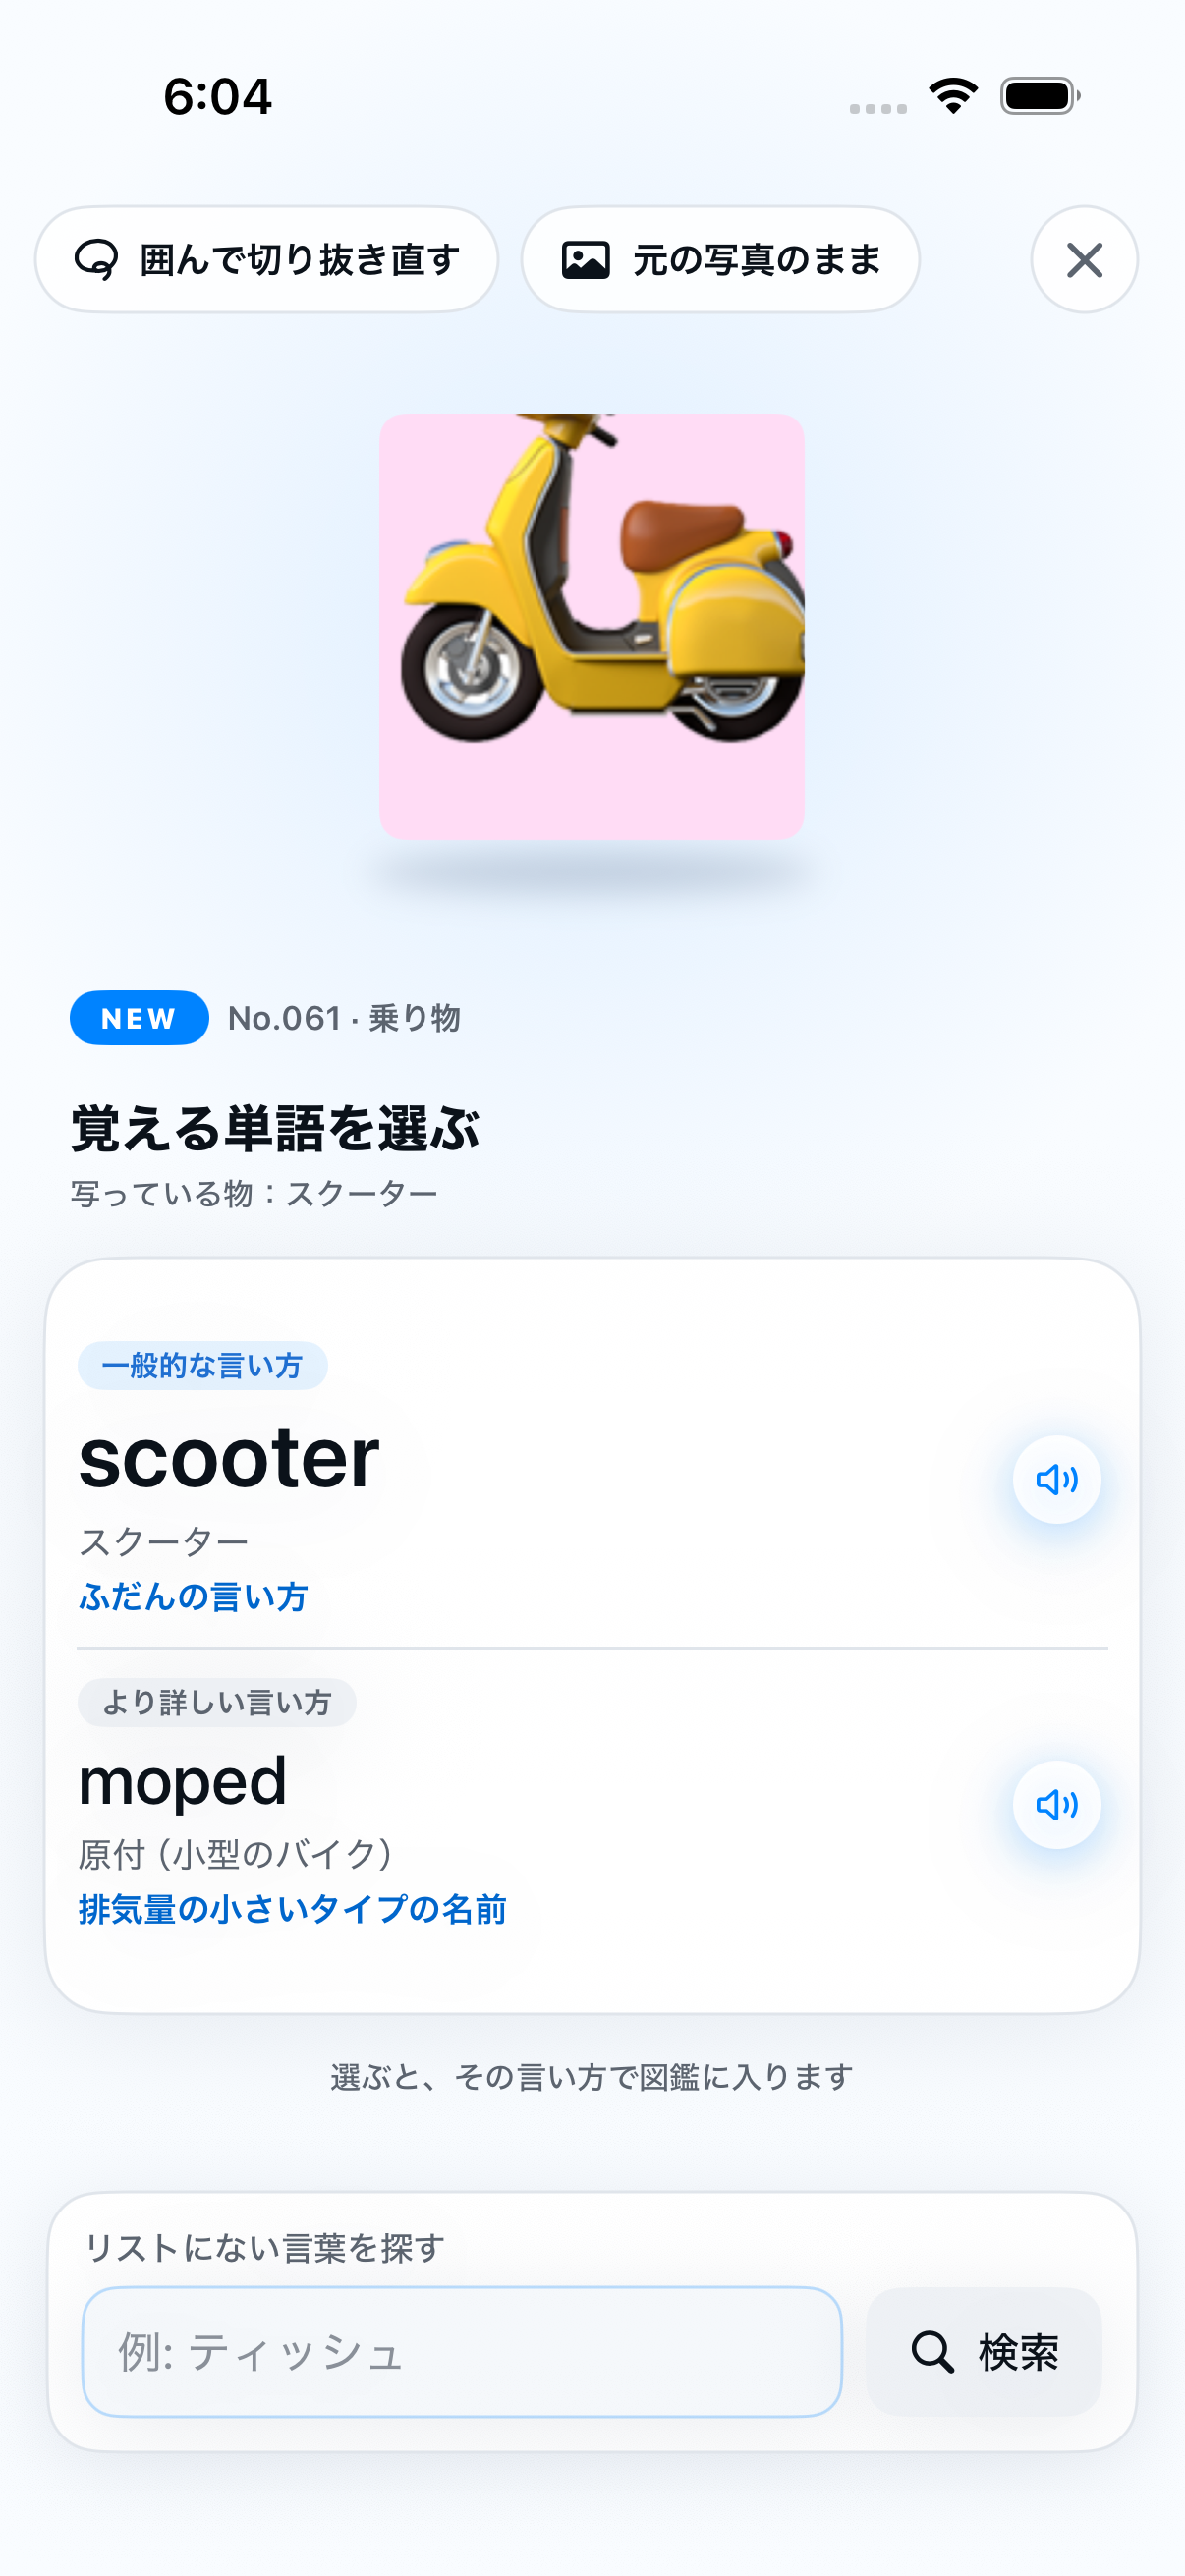 6:04
囲んで切り抜き直す
元の写真のまま
NEW No.061 · 乗り物
覚える単語を選ぶ
写っている物：スクーター
一般的な言い方
scooter
スクーター
ふだんの言い方
より詳しい言い方
moped
原付（小型のバイク）
排気量の小さいタイプの名前
選ぶと、その言い方で図鑑に入ります
リストにない言葉を探す
例: ティッシュ
検索